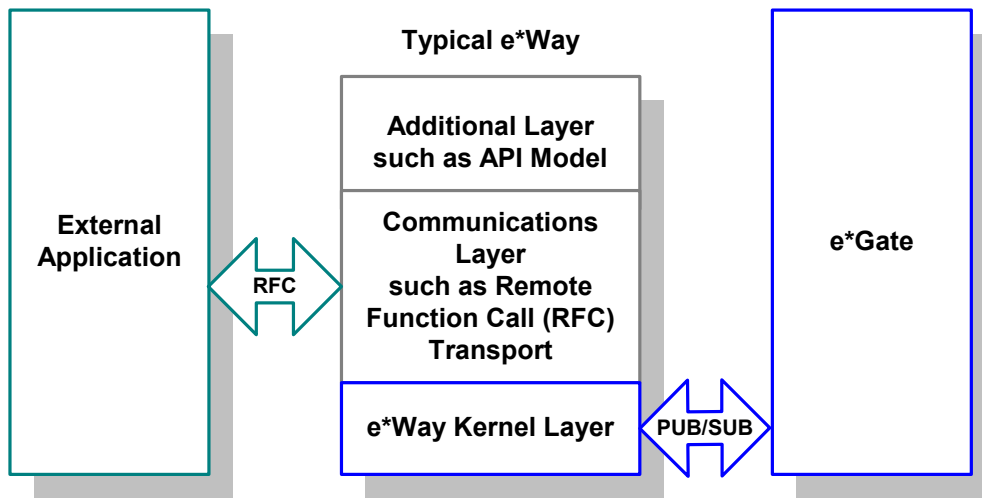 Typical e*Way
Additional Layer
such as API Model
External
Application
RFC
Communications
Layer
such as Remote
Function Call (RFC)
Transport
e*Way Kernel Layer
PUB/SUB
e*Gate